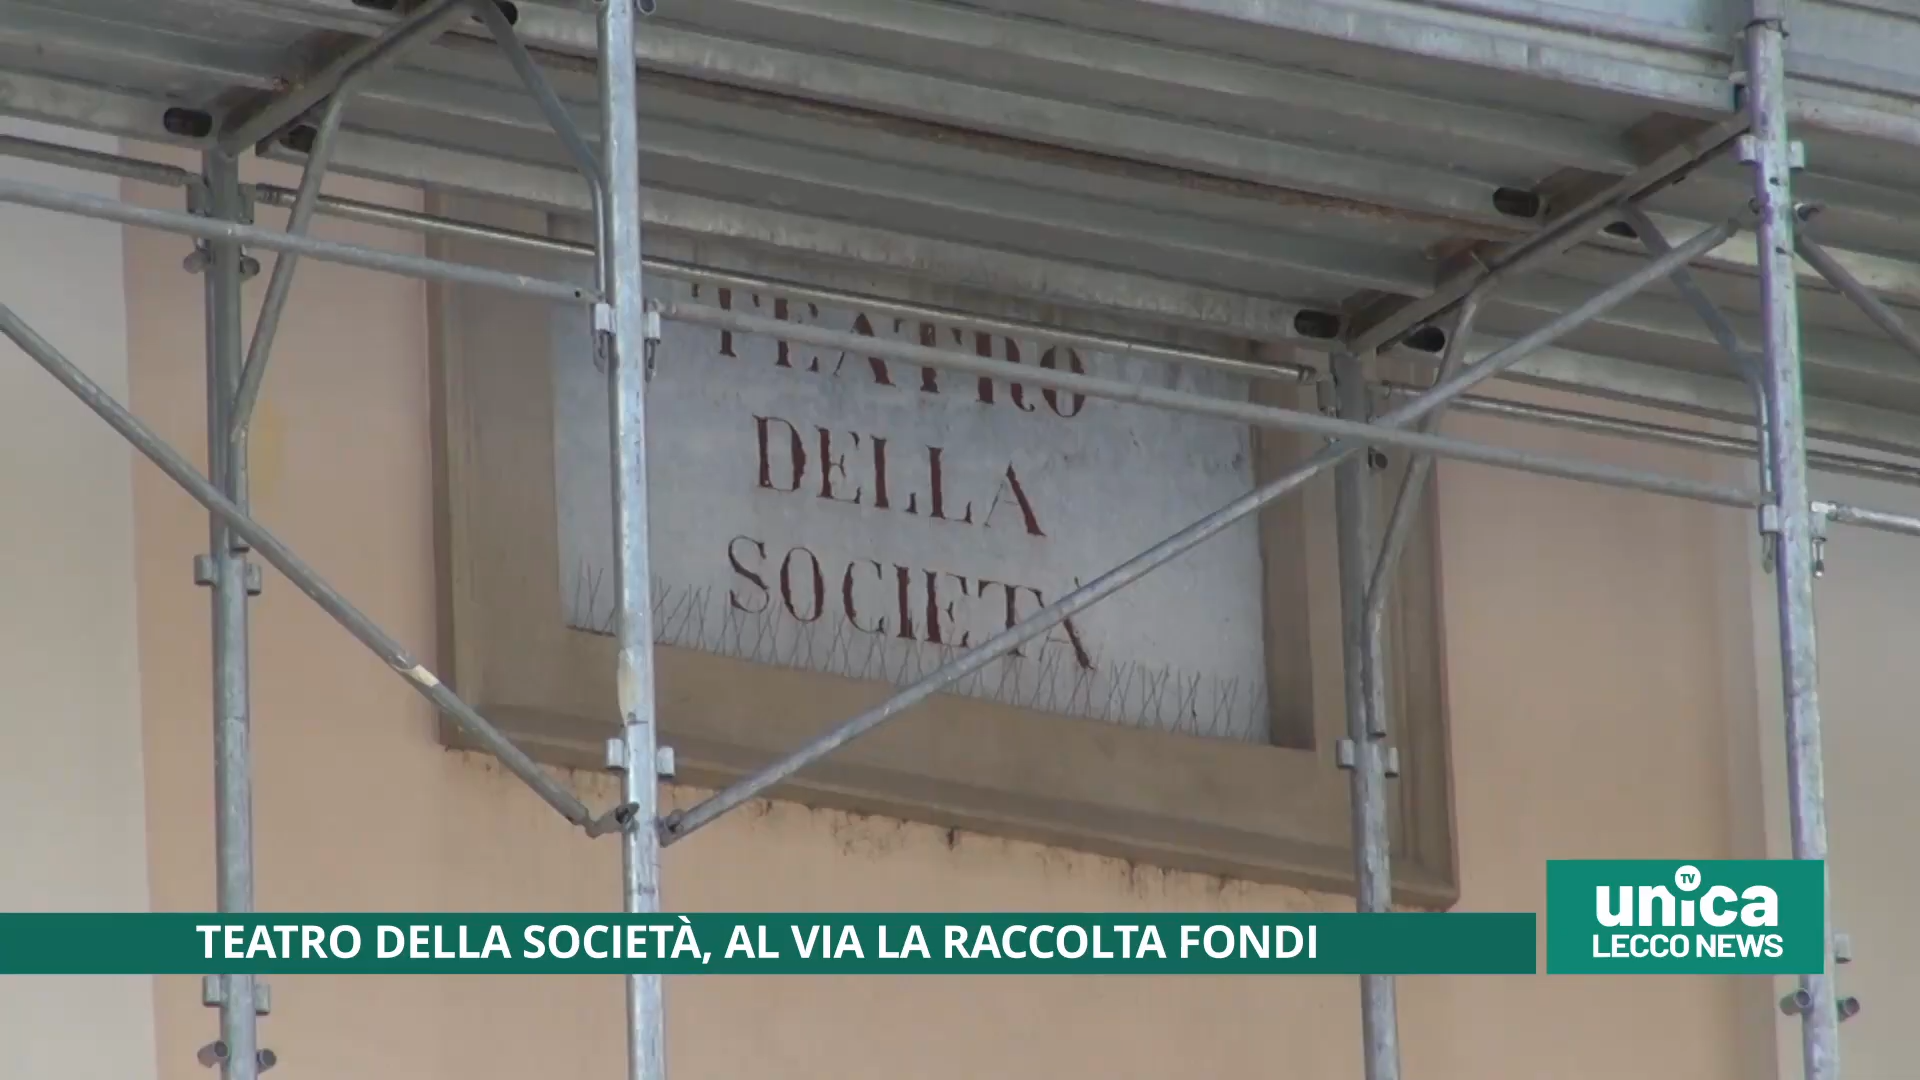 TEATRO
DELLA
SOCIETÀ
TEATRO DELLA SOCIETÀ, AL VIA LA RACCOLTA FONDI
TV
unica
LECCO NEWS